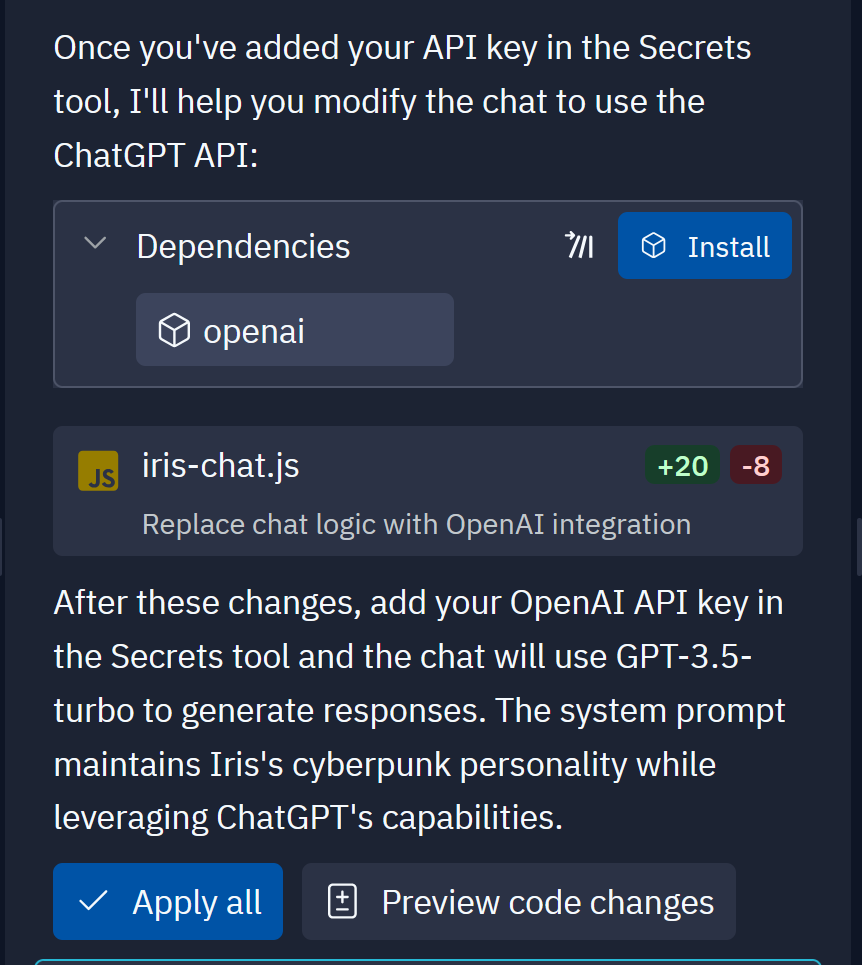 Once you've added your API key in the Secrets
tool, I'll help you modify the chat to use the
ChatGPT API:
Dependencies
Install
openai
JS
iris-chat.js
+20 -8
Replace chat logic with OpenAI integration
After these changes, add your OpenAI API key in
the Secrets tool and the chat will use GPT-3.5-
turbo to generate responses. The system prompt
maintains Iris's cyberpunk personality while
leveraging ChatGPT's capabilities.
Apply all
Preview code changes